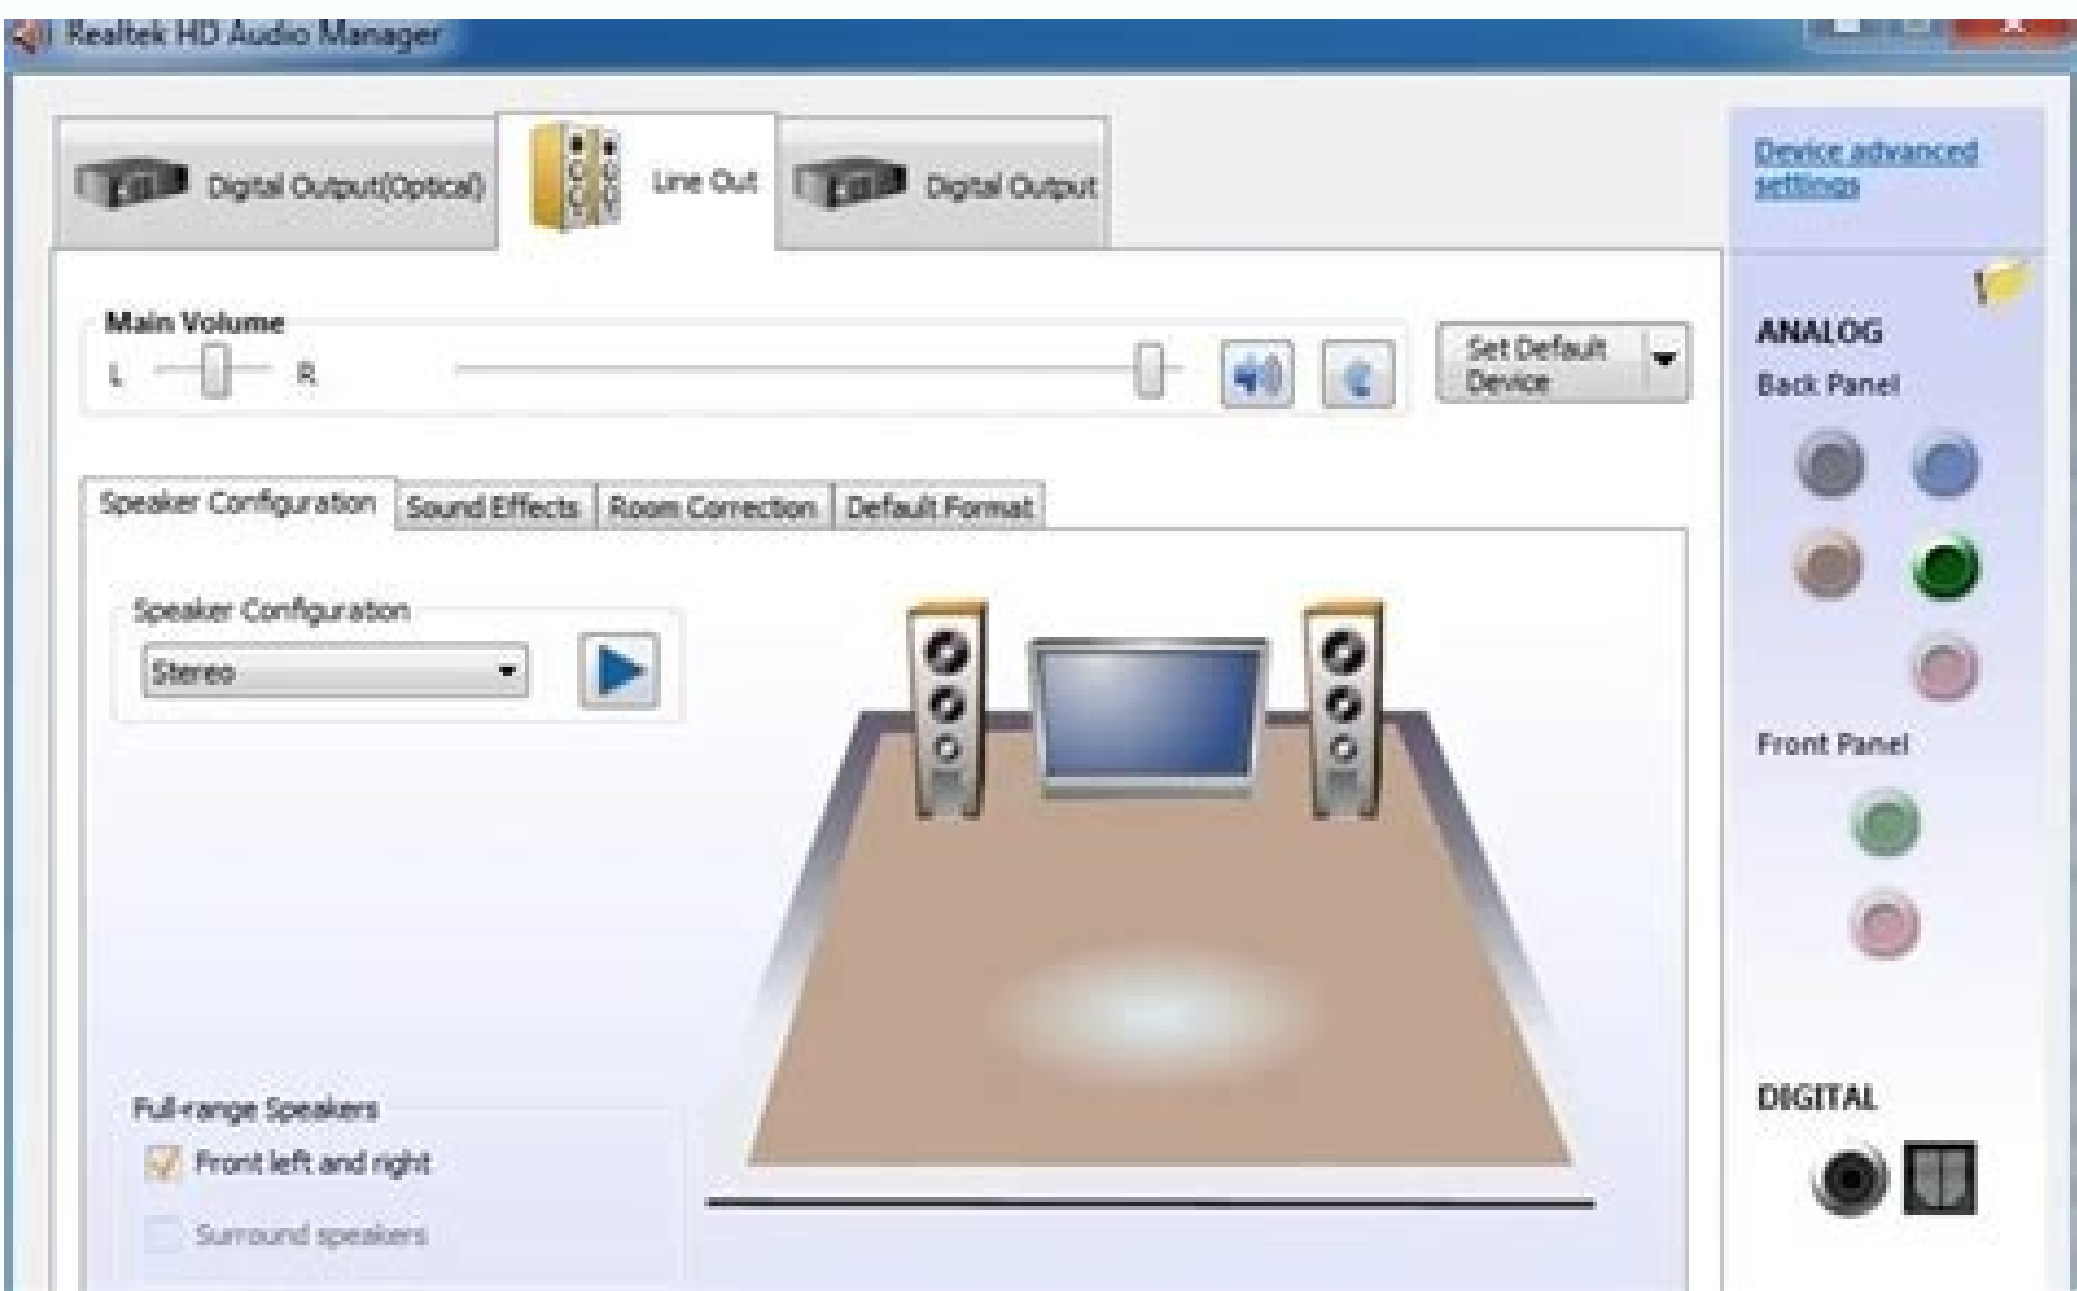 Realtek HD Audio Manager
Digital Output(Optical)
Line Out
Digital Output
Device advanced
settings
Main Volume
L
R
Set Default
Device
ANALOG
Back Panel
Speaker Configuration
Sound Effects
Room Correction
Default Format
Speaker Configuration
Stereo
Front Panel
Full-range Speakers
Front left and right
Surround speakers
DIGITAL